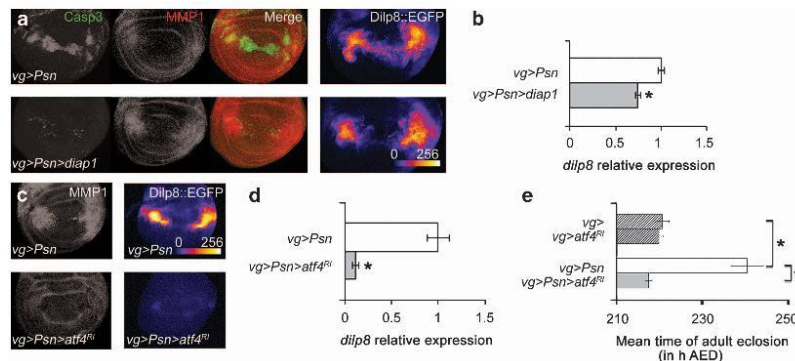 a
Casp3 MMP1 Merge Dilp8::EGFP
vg>Psn
vg>Psn>diap1
0 256
b
vg>Psn
vg>Psn>diap1
*
0 0.5 1 1.5
dilp8 relative expression
c
MMP1 Dilp8::EGFP
vg>Psn vg>Psn
0 256
vg>Psn>atf4ᴿᴵ vg>Psn>atf4ᴿᴵ
d
vg>Psn
vg>Psn>atf4ᴿᴵ
*
0 0.5 1 1.5
dilp8 relative expression
e
vg>
vg>atf4ᴿᴵ
*
vg>Psn
vg>Psn>atf4ᴿᴵ
210 230 250
Mean time of adult eclosion
(in h AED)